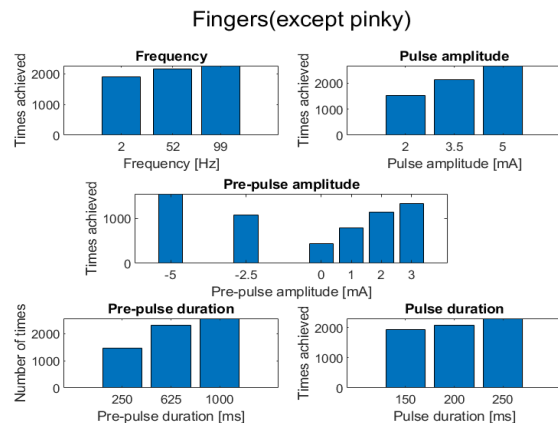 Fingers(except pinky)
Frequency
Times achieved
2000
1000
0
2 52 99
Frequency [Hz]
Pulse amplitude
Times achieved
2000
1000
0
2 3.5 5
Pulse amplitude [mA]
Pre-pulse amplitude
Times achieved
1000
0
-5 -2.5 0 1 2 3
Pre-pulse amplitude [mA]
Pre-pulse duration
Number of times
2000
1000
0
250 625 1000
Pre-pulse duration [ms]
Pulse duration
Times achieved
2000
1000
0
150 200 250
Pulse duration [ms]